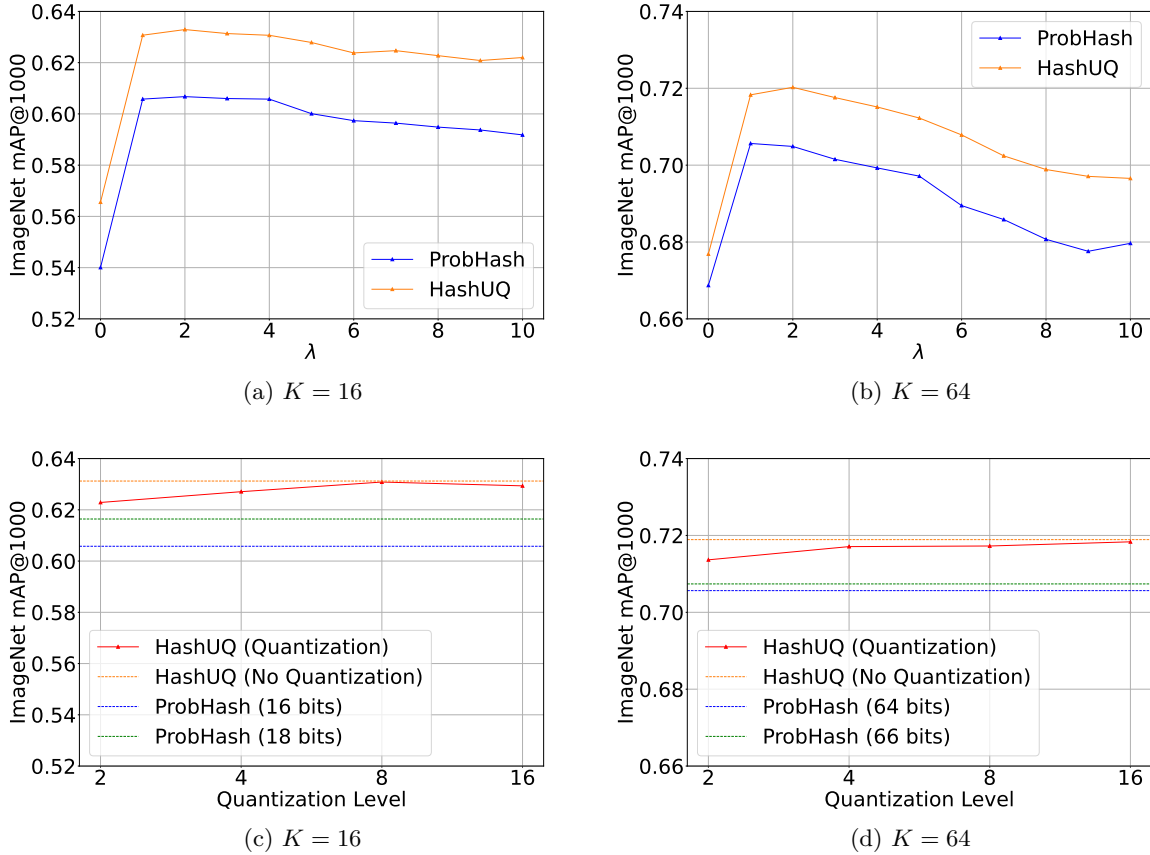 ImageNet mAP@1000
0.64
0.62
0.60
0.58
0.56
0.54
0.52
ProbHash
HashUQ
0 2 4 6 8 10
λ
(a) K = 16
ImageNet mAP@1000
0.74
0.72
0.70
0.68
0.66
ProbHash
HashUQ
0 2 4 6 8 10
λ
(b) K = 64
ImageNet mAP@1000
0.64
0.62
0.60
0.58
0.56
0.54
0.52
HashUQ (Quantization)
HashUQ (No Quantization)
ProbHash (16 bits)
ProbHash (18 bits)
2 4 8 16
Quantization Level
(c) K = 16
ImageNet mAP@1000
0.74
0.72
0.70
0.68
0.66
HashUQ (Quantization)
HashUQ (No Quantization)
ProbHash (64 bits)
ProbHash (66 bits)
2 4 8 16
Quantization Level
(d) K = 64